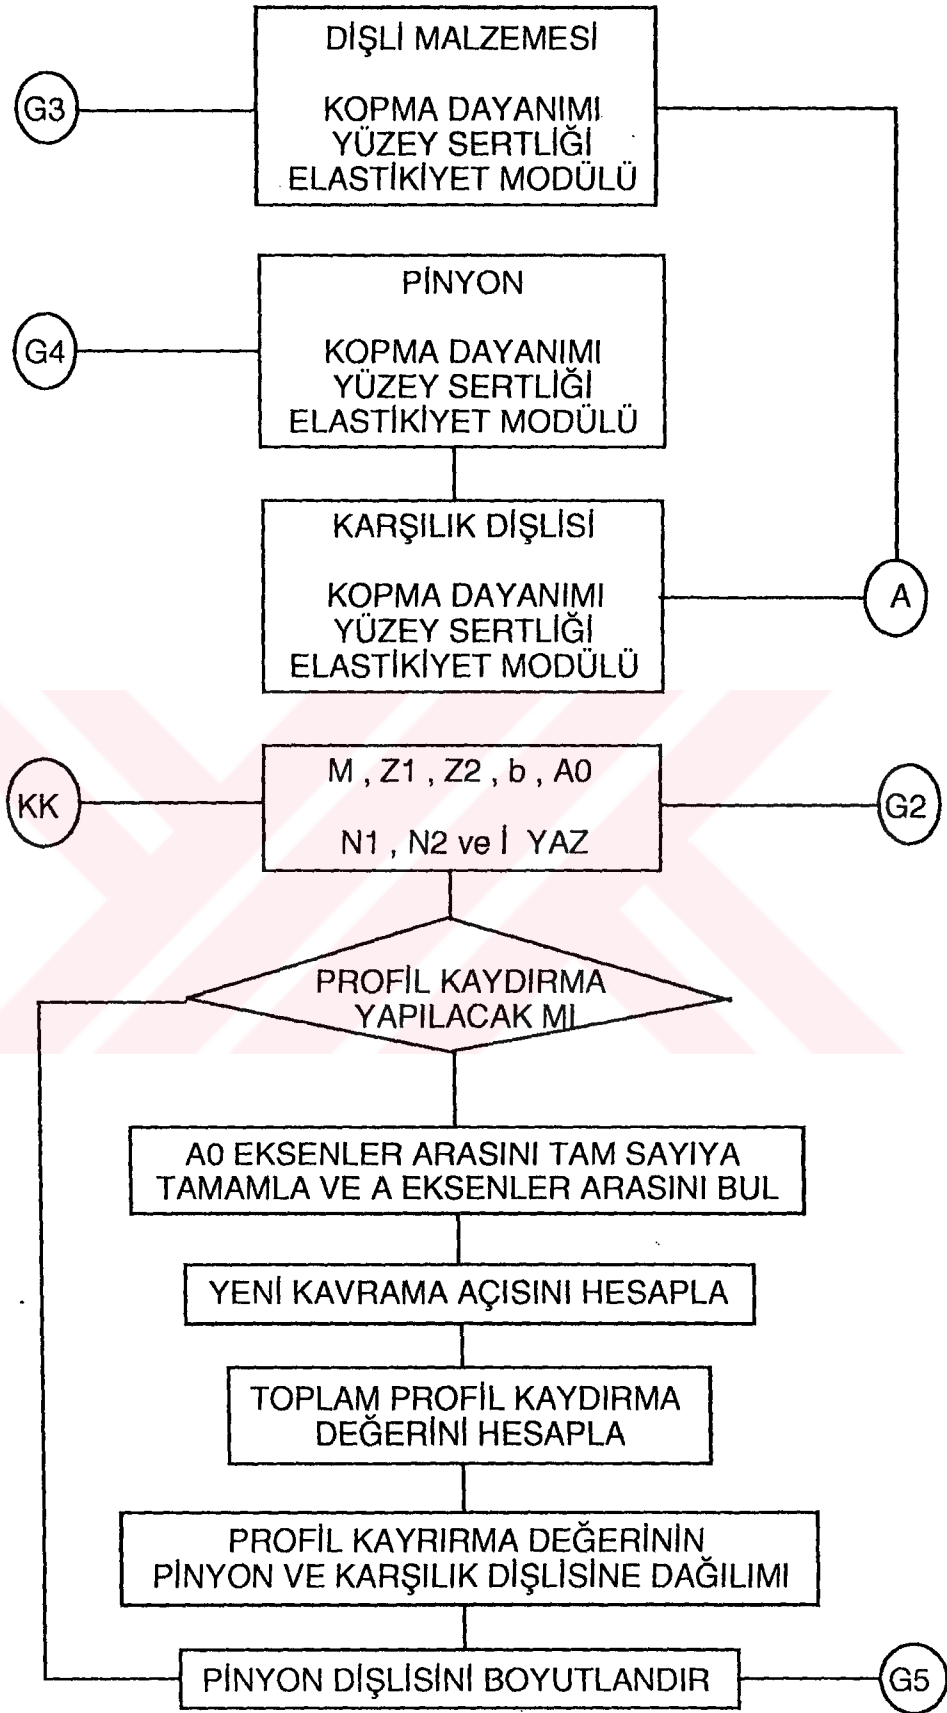 DİŞLİ MALZEMESİ
G3
KOPMA DAYANIMI
YÜZEY SERTLİĞİ
ELASTİKİYET MODÜLÜ
PİNYON
G4
KOPMA DAYANIMI
YÜZEY SERTLİĞİ
ELASTİKİYET MODÜLÜ
KARŞILIK DİŞLİSİ
KOPMA DAYANIMI
YÜZEY SERTLİĞİ
ELASTİKİYET MODÜLÜ
A
KK
M , Z1 , Z2 , b , A0
N1 , N2 ve İ YAZ
G2
PROFİL KAYDIRMA
YAPILACAK MI
A0 EKSENLER ARASINI TAM SAYIYA
TAMAMLA VE A EKSENLER ARASINI BUL
YENİ KAVRAMA AÇISINI HESAPLA
TOPLAM PROFİL KAYDIRMA
DEĞERİNİ HESAPLA
PROFİL KAYRIRMA DEĞERİNİN
PİNYON VE KARŞILIK DİŞLİSİNE DAĞILIMI
PİNYON DİŞLİSİNİ BOYUTLANDIR
G5